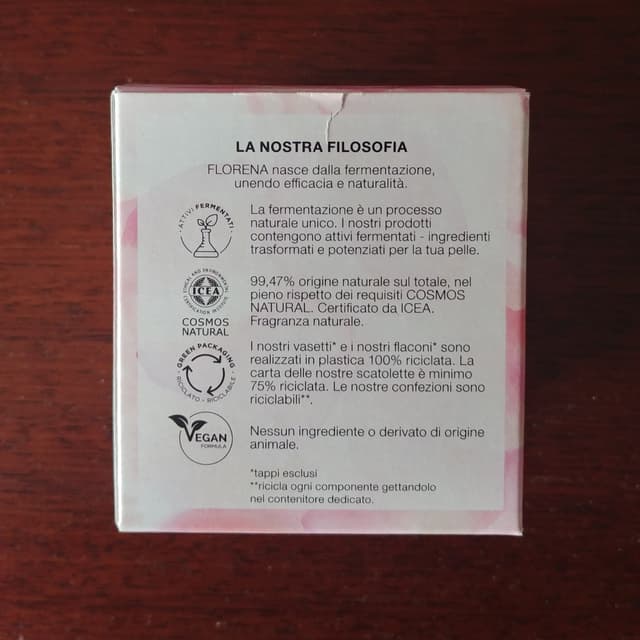 LA NOSTRA FILOSOFIA
FLORENA nasce dalla fermentazione,
unendo efficacia e naturalità.
ATTIVI FERMENTATI
La fermentazione è un processo
naturale unico. I nostri prodotti
contengono attivi fermentati - ingredienti
trasformati e potenziati per la tua pelle.
ETHICAL AND ENVIRONMENTAL
ICEA
CERTIFICATION INSTITUTE
COSMOS
NATURAL
99,47% origine naturale sul totale, nel
pieno rispetto dei requisiti COSMOS
NATURAL. Certificato da ICEA.
Fragranza naturale.
GREEN PACKAGING
RICICLATO - RICICLABILE
I nostri vasetti* e i nostri flaconi* sono
realizzati in plastica 100% riciclata. La
carta delle nostre scatolette è minimo
75% riciclata. Le nostre confezioni sono
riciclabili**.
VEGAN
FORMULA
Nessun ingrediente o derivato di origine
animale.
*tappi esclusi
**ricicla ogni componente gettandolo
nel contenitore dedicato.